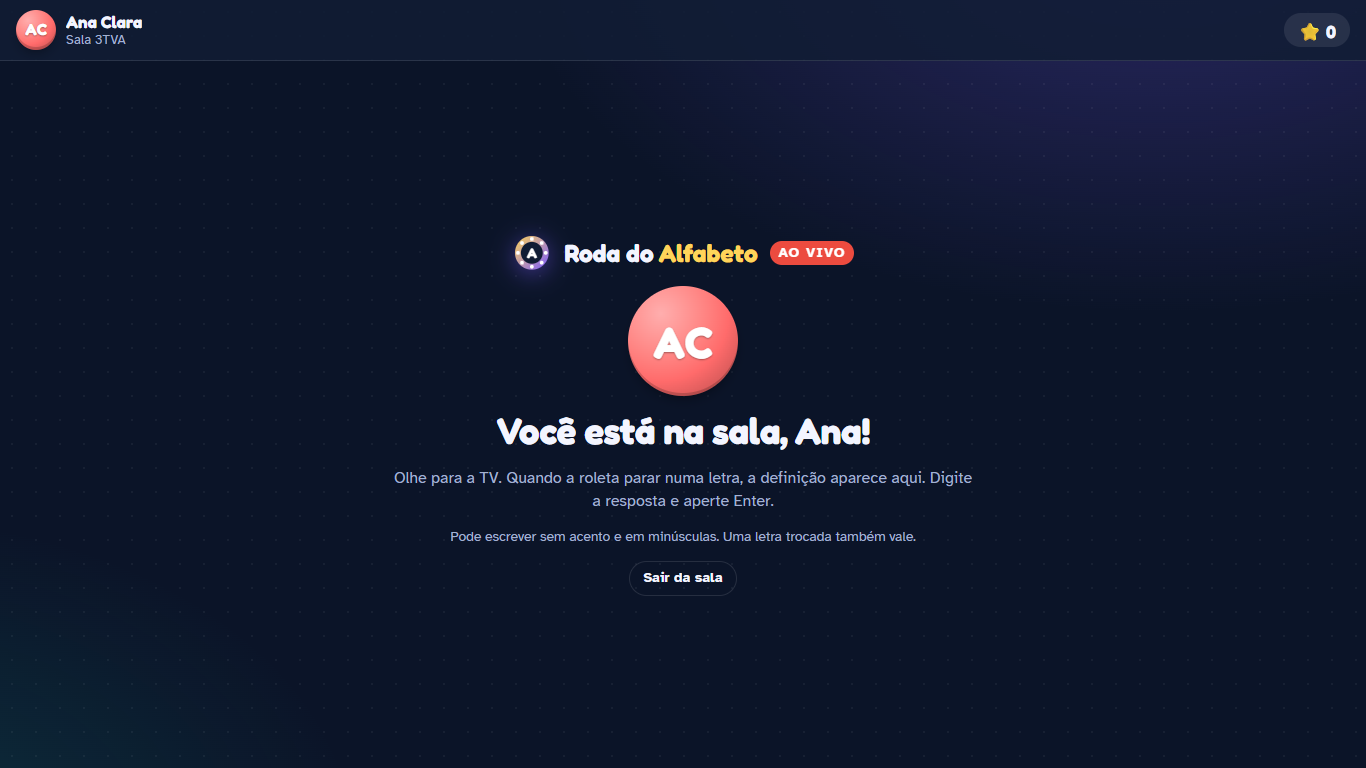 AC
Ana Clara
Sala 3TVA
0
A
Roda do Alfabeto
AO VIVO
AC
Você está na sala, Ana!
Olhe para a TV. Quando a roleta parar numa letra, a definição aparece aqui. Digite
a resposta e aperte Enter.
Pode escrever sem acento e em minúsculas. Uma letra trocada também vale.
Sair da sala